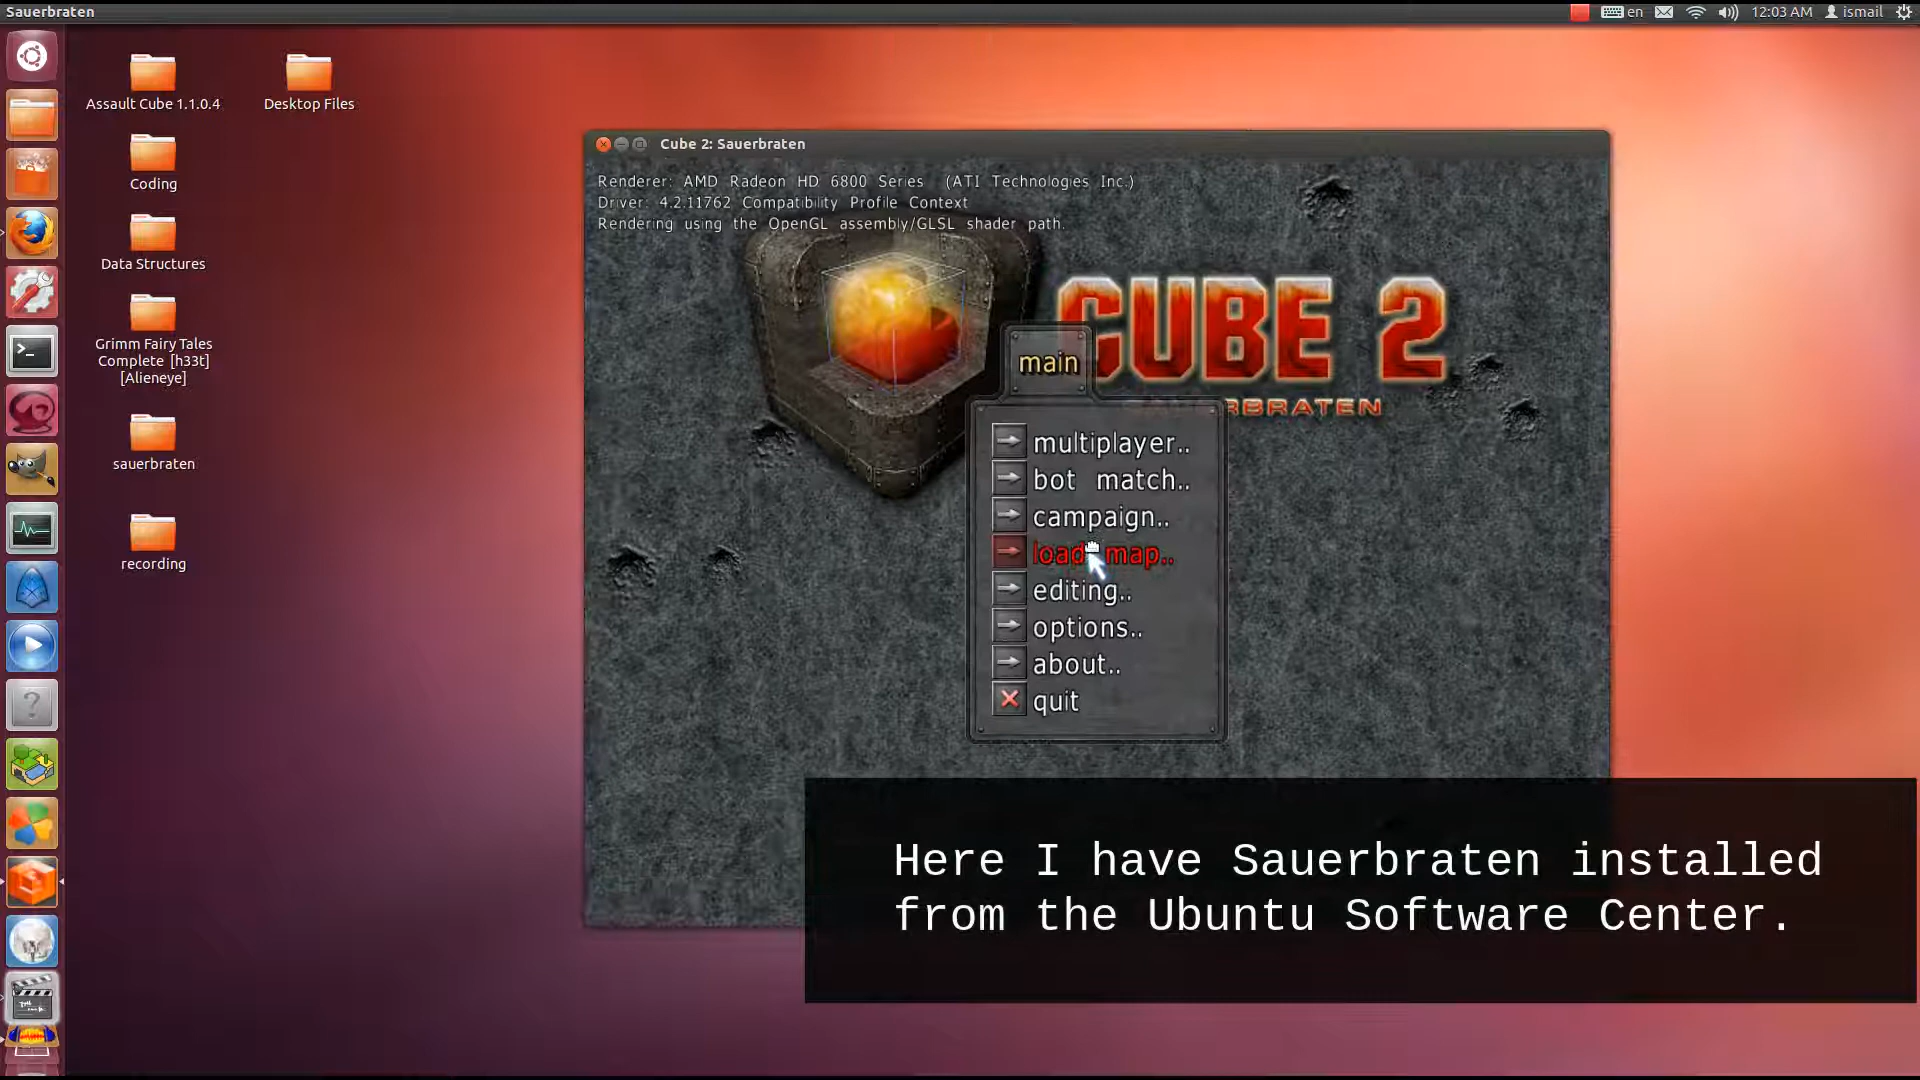 Sauerbraten
en
12:03 AM
ismail
Assault Cube 1.1.0.4
Desktop Files
Coding
Data Structures
Grimm Fairy Tales
Complete [h33t]
[Alieneye]
sauerbraten
recording
Cube 2: Sauerbraten
Renderer: AMD Radeon HD 6800 Series (ATI Technologies Inc.)
Driver: 4.2.11762 Compatibility Profile Context
Rendering using the OpenGL assembly/GLSL shader path.
CUBE 2
RBRATEN
main
multiplayer..
bot match..
campaign..
load map..
editing..
options..
about..
quit
Here I have Sauerbraten installed
from the Ubuntu Software Center.